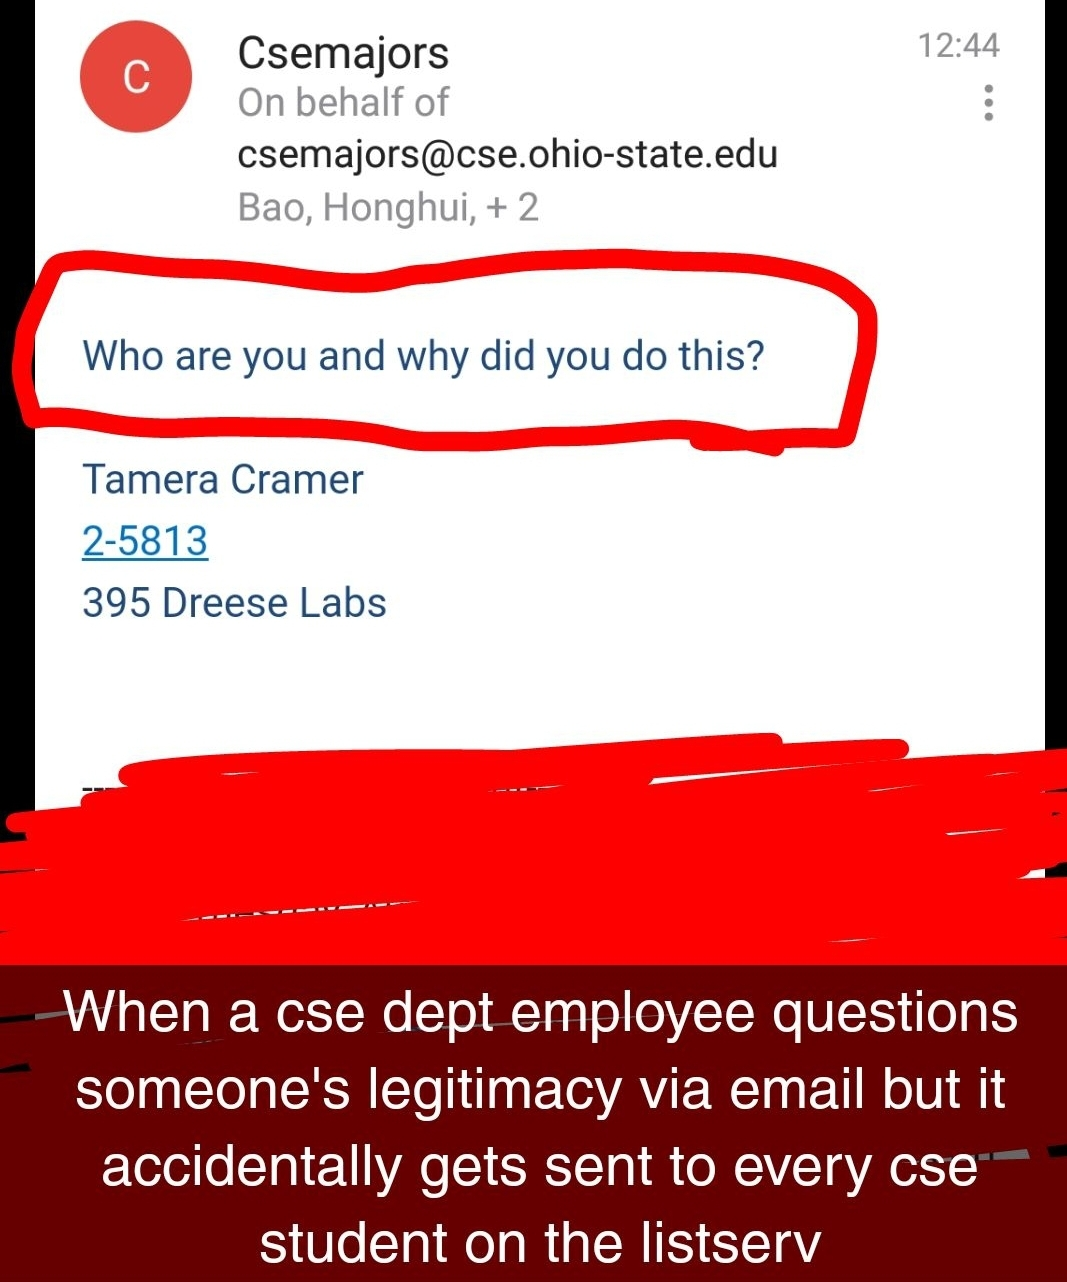 C
Csemajors
12:44
On behalf of
csemajors@cse.ohio-state.edu
Bao, Honghui, + 2
Who are you and why did you do this?
Tamera Cramer
2-5813
395 Dreese Labs
When a cse dept employee questions
someone's legitimacy via email but it
accidentally gets sent to every cse
student on the listserv